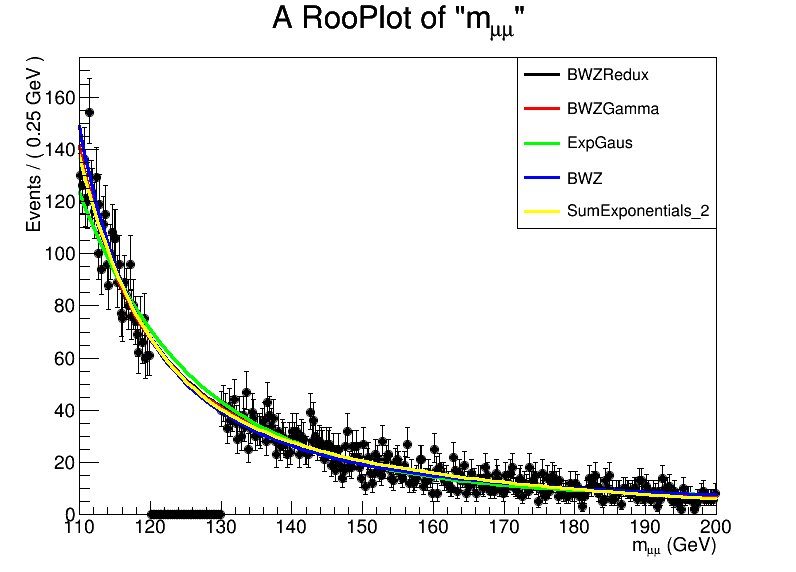 A RooPlot of "mμμ"
Events / ( 0.25 GeV )
160
140
120
100
80
60
40
20
0
BWZRedux
BWZGamma
ExpGaus
BWZ
SumExponentials_2
110 120 130 140 150 160 170 180 190 200
mμμ (GeV)